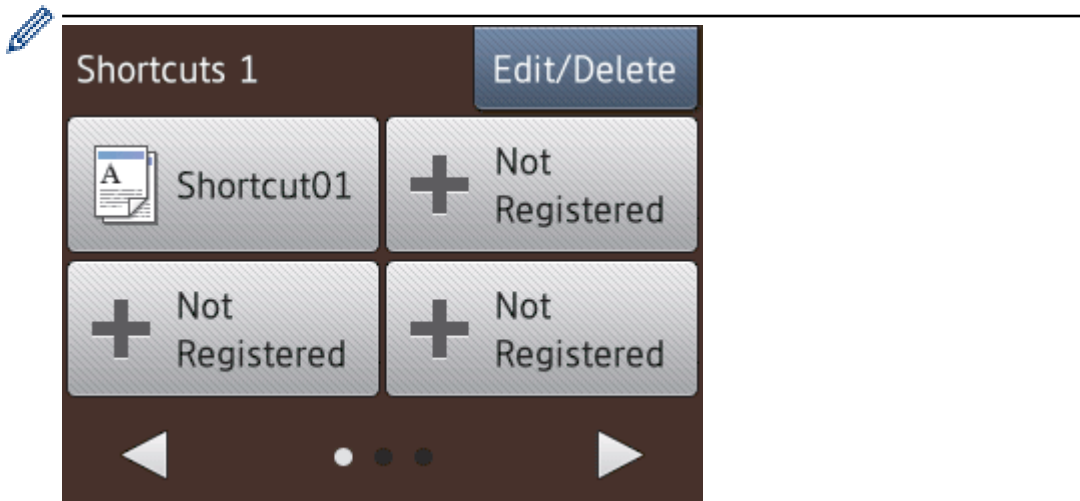 Shortcuts 1
Edit/Delete
A
Shortcut01
Not
Registered
Not
Registered
Not
Registered